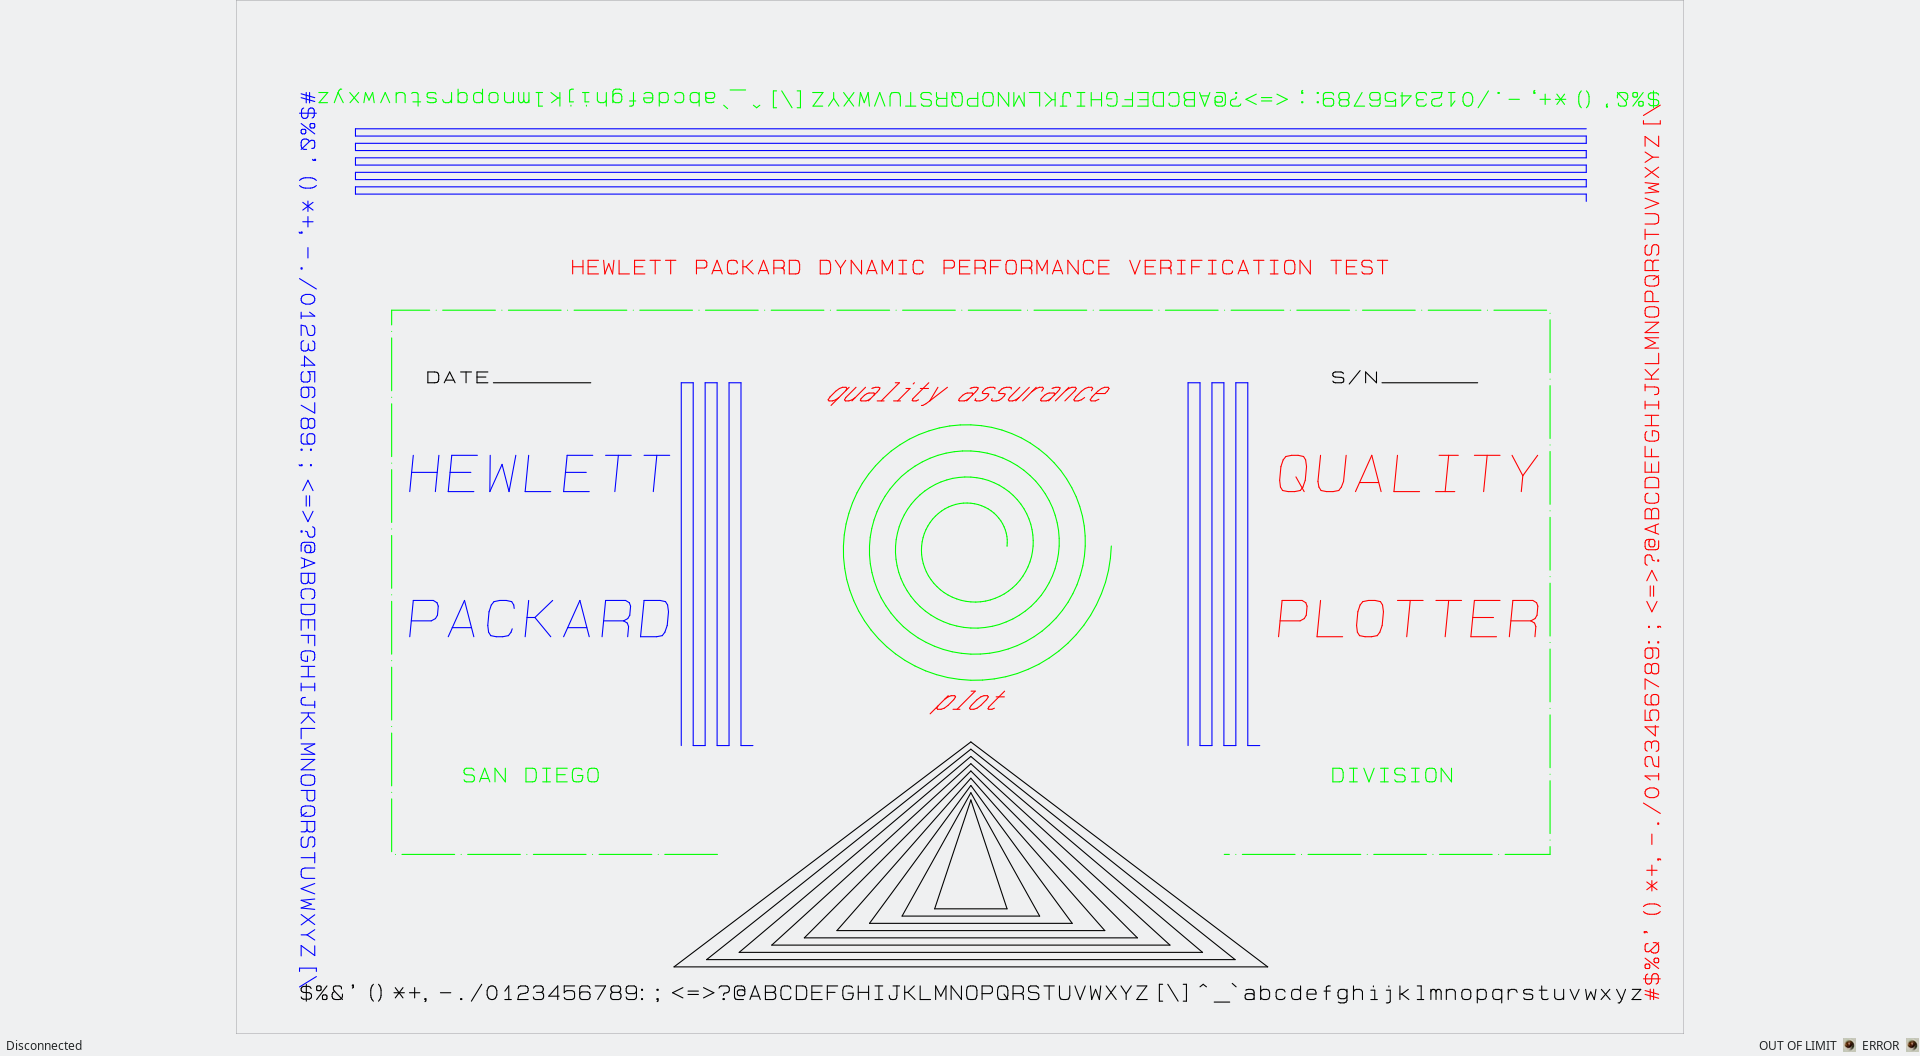 $%&'()*+,-./0123456789:;<=>?@ABCDEFGHIJKLMNOPQRSTUVWXYZ[\]^_`abcdefghijklmnopqrstuvwxyz
#$%&'()*+,-./0123456789:;<=>?@ABCDEFGHIJKLMNOPQRSTUVWXYZ[\
#$%&'()*+,-./0123456789:;<=>?@ABCDEFGHIJKLMNOPQRSTUVWXYZ[\
HEWLETT PACKARD DYNAMIC PERFORMANCE VERIFICATION TEST
DATE________
S/N________
quality assurance
HEWLETT
QUALITY
PACKARD
PLOTTER
plot
SAN DIEGO
DIVISION
$%&'()*+,-./0123456789:;<=>?@ABCDEFGHIJKLMNOPQRSTUVWXYZ[\]^_`abcdefghijklmnopqrstuvwxyz
Disconnected
OUT OF LIMIT
ERROR